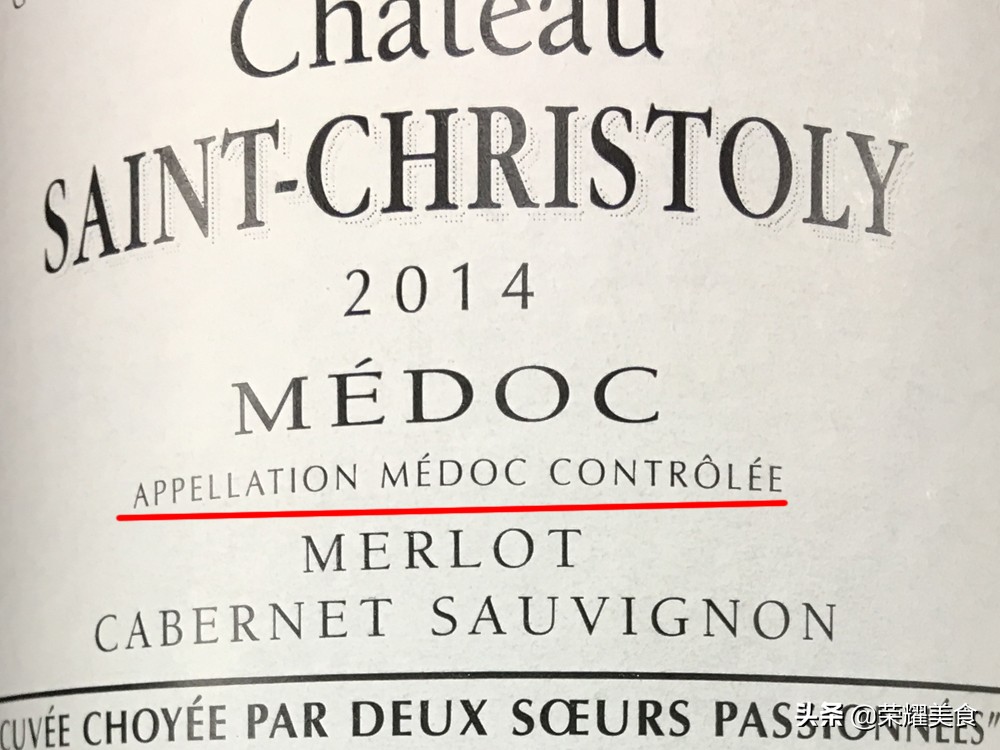 Château
SAINT-CHRISTOLY
2014
MÉDOC
APPELLATION MÉDOC CONTRÔLÉE
MERLOT
CABERNET SAUVIGNON
CUVÉE CHOYÉE PAR DEUX SŒURS PASSIONNÉES"
头条 @荣耀美食